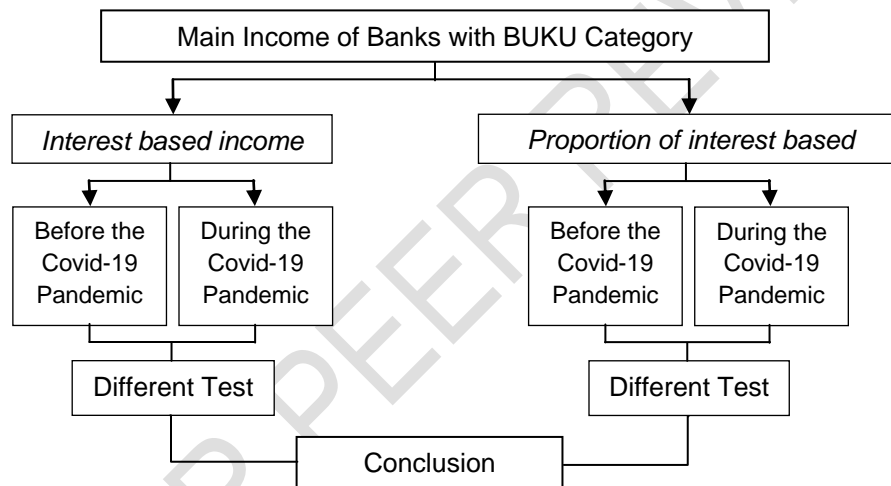 Main Income of Banks with BUKU Category
Interest based income
Proportion of interest based
Before the
Covid-19
Pandemic
During the
Covid-19
Pandemic
Before the
Covid-19
Pandemic
During the
Covid-19
Pandemic
Different Test
Different Test
Conclusion
PEER